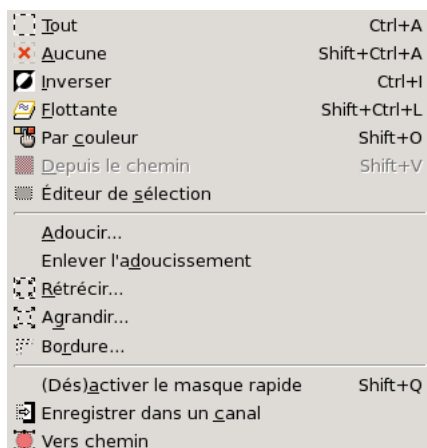 Tout Ctrl+A
Aucune Shift+Ctrl+A
Inverser Ctrl+I
Flottante Shift+Ctrl+L
Par couleur Shift+O
Depuis le chemin Shift+V
Éditeur de sélection
Adoucir...
Enlever l'adoucissement
Rétrécir...
Agrandir...
Bordure...
(Dés)activer le masque rapide Shift+Q
Enregistrer dans un canal
Vers chemin